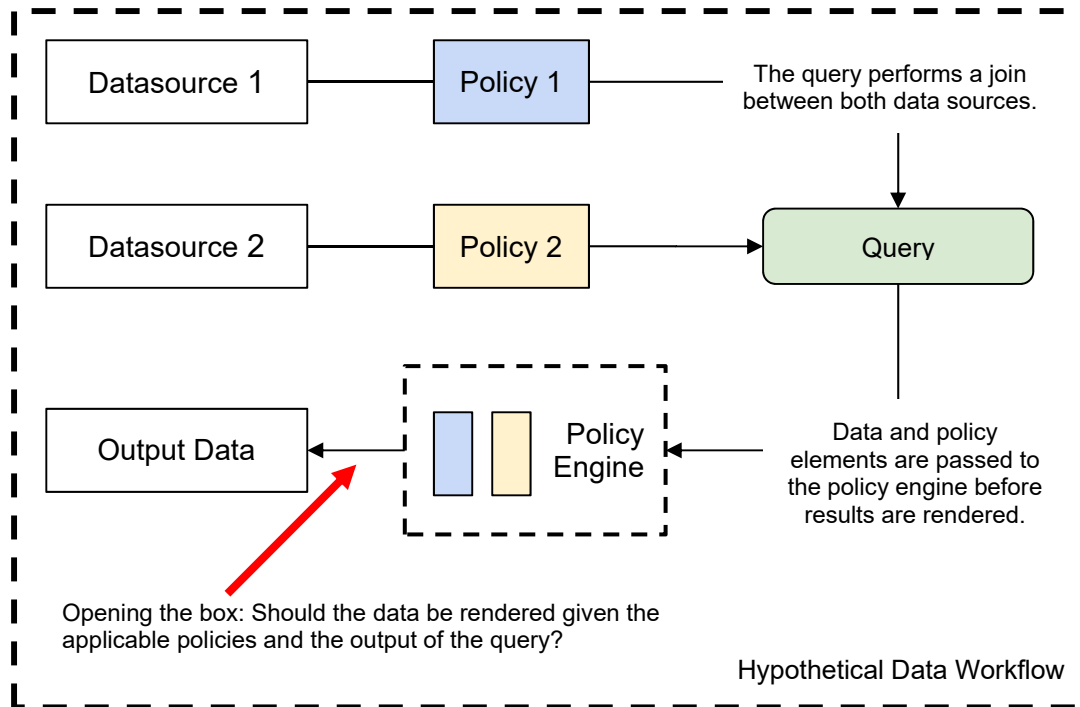 Datasource 1
Policy 1
The query performs a join
between both data sources.
Datasource 2
Policy 2
Query
Output Data
Policy
Engine
Data and policy
elements are passed to
the policy engine before
results are rendered.
Opening the box: Should the data be rendered given the
applicable policies and the output of the query?
Hypothetical Data Workflow